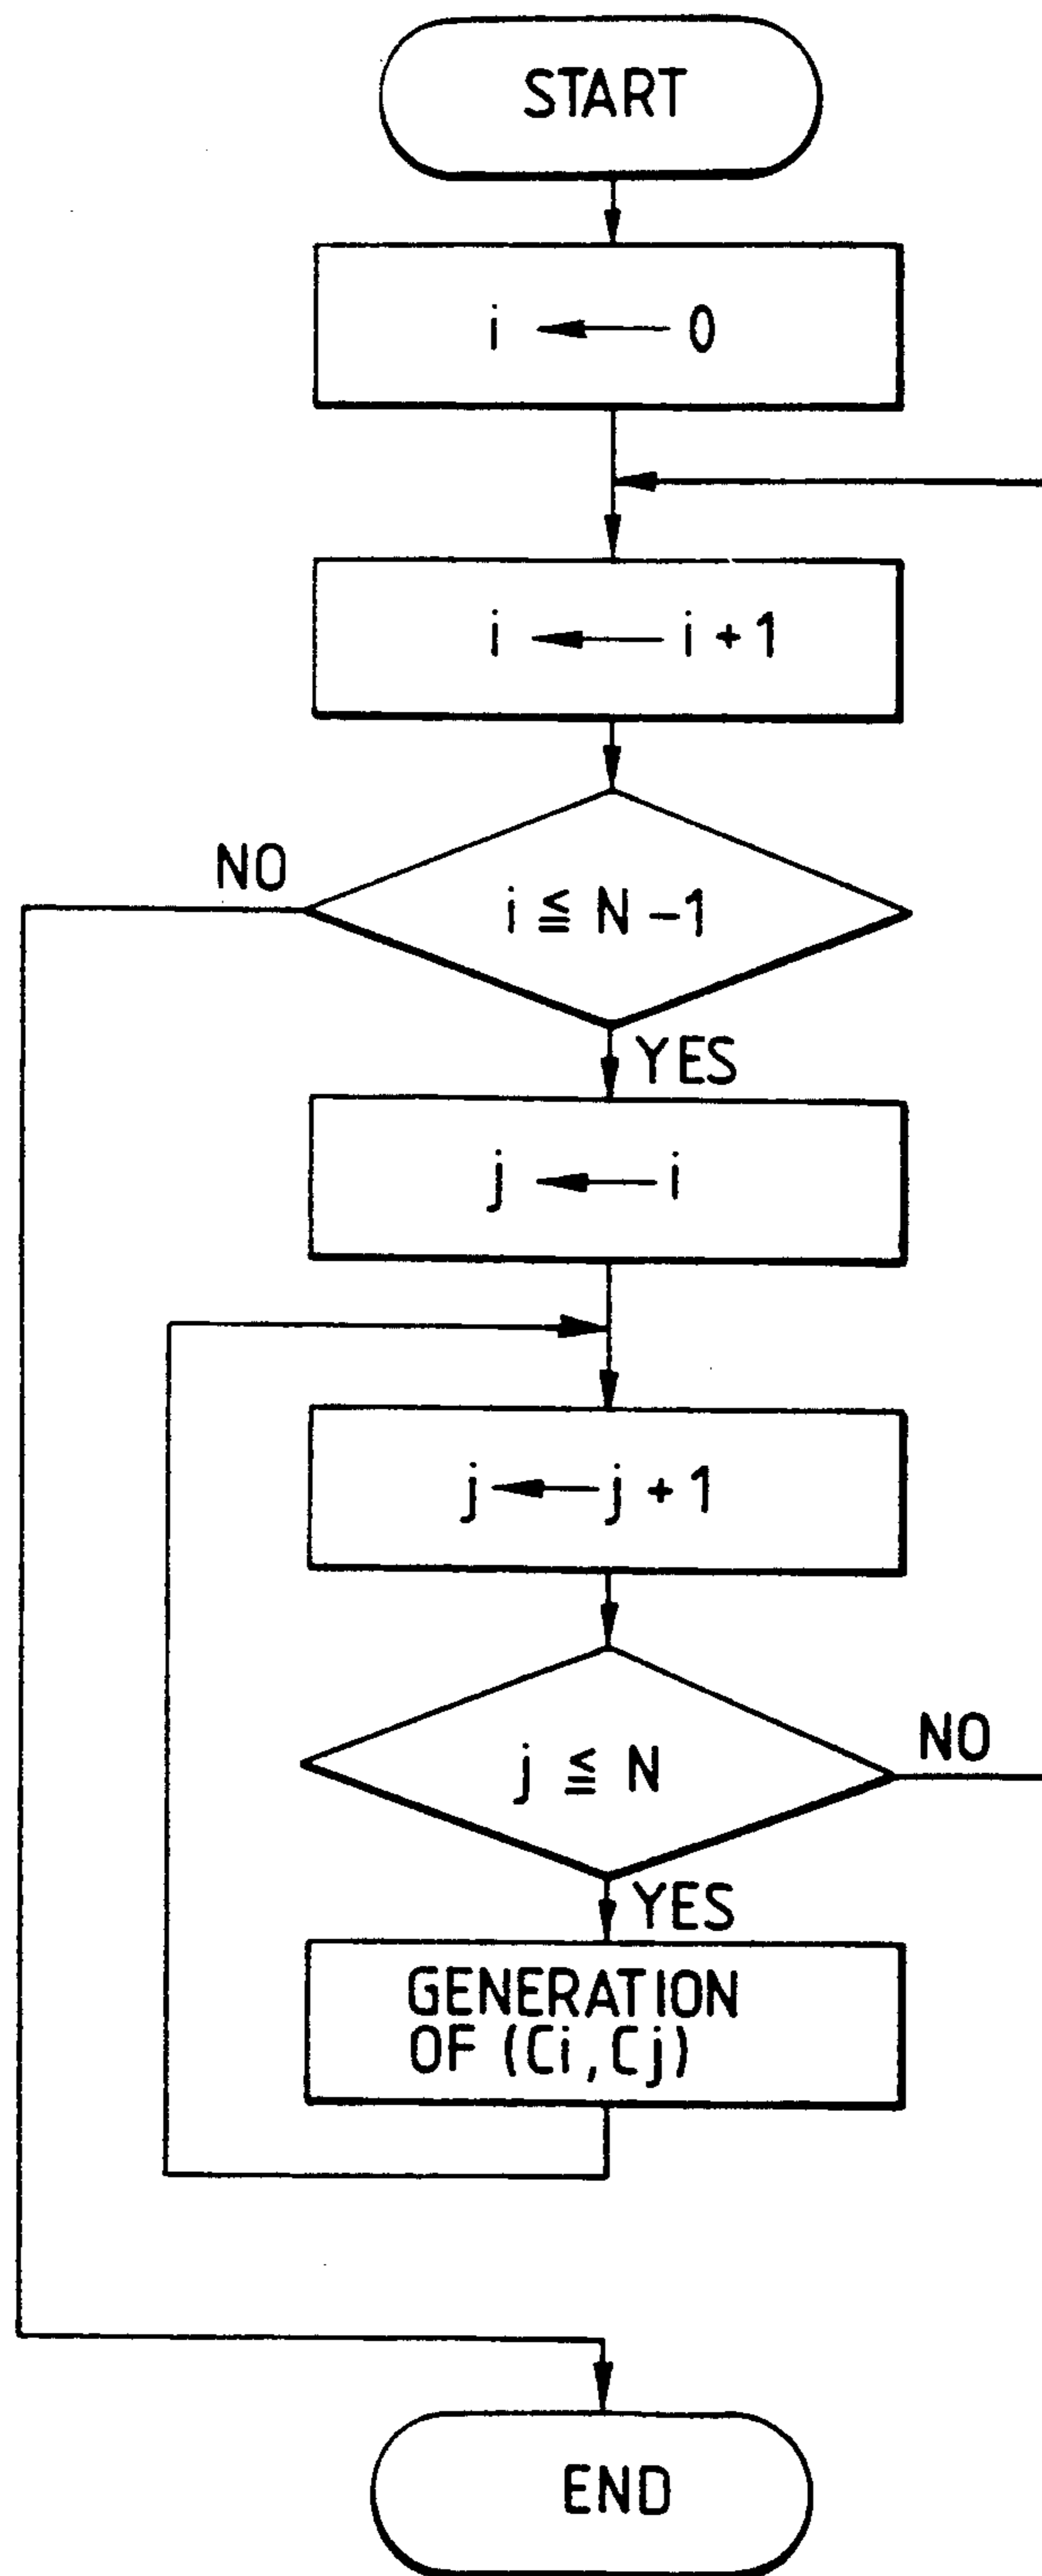 START
i ← 0
i ← i + 1
NO
i ≦ N - 1
YES
j ← i
j ← j + 1
j ≦ N
NO
YES
GENERATION
OF (Ci, Cj)
END